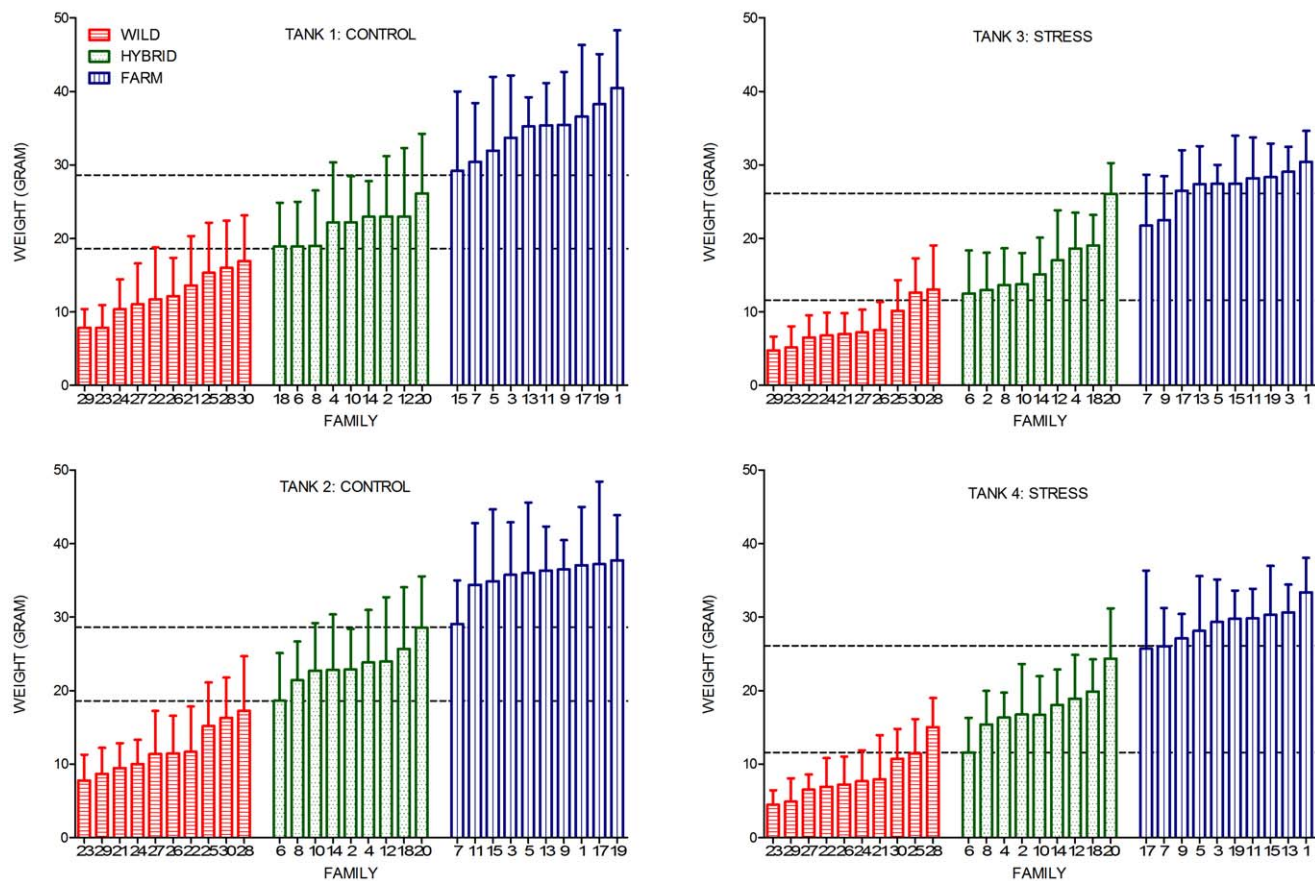 TANK 1: CONTROL
WILD
HYBRID
FARM
WEIGHT (GRAM)
50
40
30
20
10
0
29 23 24 27 22 26 21 25 28 30 18 6 8 4 10 14 2 12 20 15 7 5 3 13 11 9 17 19 1
FAMILY
TANK 3: STRESS
WEIGHT (GRAM)
50
40
30
20
10
0
29 23 22 24 21 27 26 25 30 28 6 2 8 10 14 12 4 18 20 7 9 17 13 5 15 11 19 3 1
FAMILY
TANK 2: CONTROL
WEIGHT (GRAM)
50
40
30
20
10
0
23 29 21 24 27 26 22 25 30 28 6 8 10 14 2 4 12 18 20 7 11 15 3 5 13 9 1 17 19
FAMILY
TANK 4: STRESS
WEIGHT (GRAM)
50
40
30
20
10
0
23 29 27 22 26 24 21 30 25 28 6 8 4 2 10 14 12 18 20 17 7 9 5 3 19 11 15 13 1
FAMILY